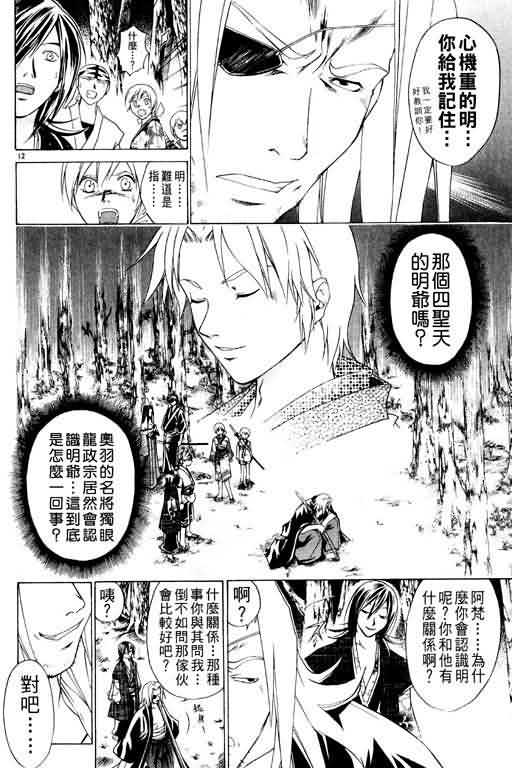 心機重的明⋯
你給我記住⋯
我一定要好
好教訓你！
什麼⋯？
12
明⋯
難道是
指⋯⋯
那個四聖天
的明爺嗎？
奧羽的名將獨眼
龍政宗居然會認
識明爺⋯這到底
是怎麼一回事？
阿梵⋯⋯為什
麼你會認識明
呢？你和他有
什麼關係啊？
啊？
什麼關係⋯那種
事你與其問我⋯
倒不如問那傢伙
會比較好吧？
咦？
對吧⋯⋯